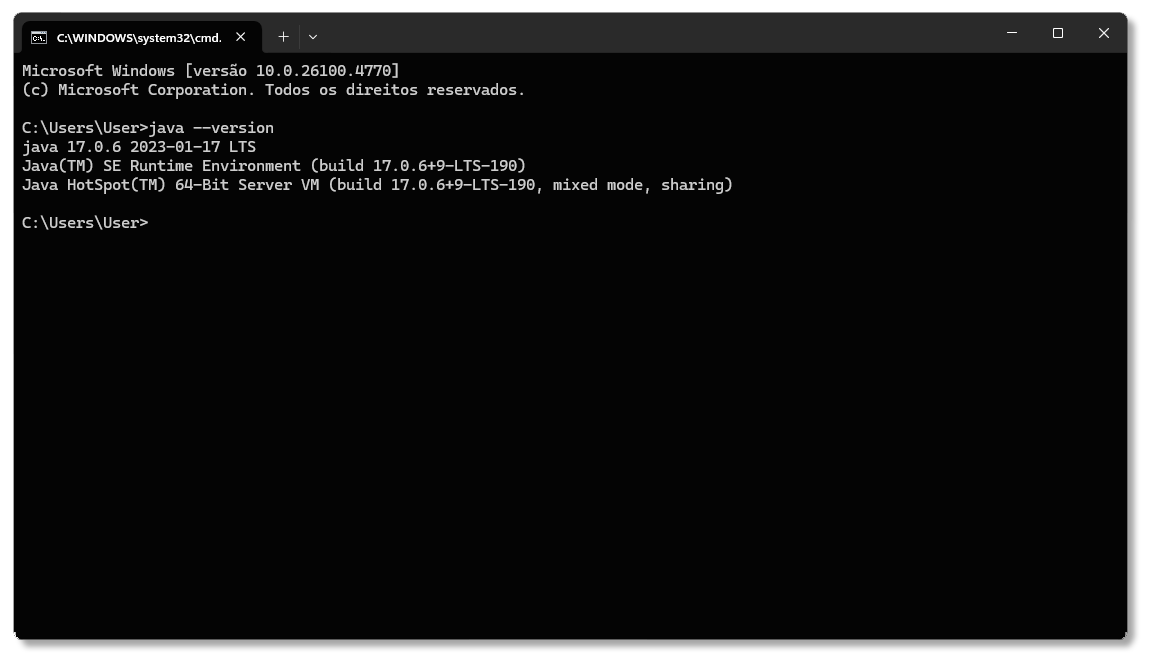 C:\WINDOWS\system32\cmd.
Microsoft Windows [versão 10.0.26100.4770]
(c) Microsoft Corporation. Todos os direitos reservados.
C:\Users\User>java --version
java 17.0.6 2023-01-17 LTS
Java(TM) SE Runtime Environment (build 17.0.6+9-LTS-190)
Java HotSpot(TM) 64-Bit Server VM (build 17.0.6+9-LTS-190, mixed mode, sharing)
C:\Users\User>